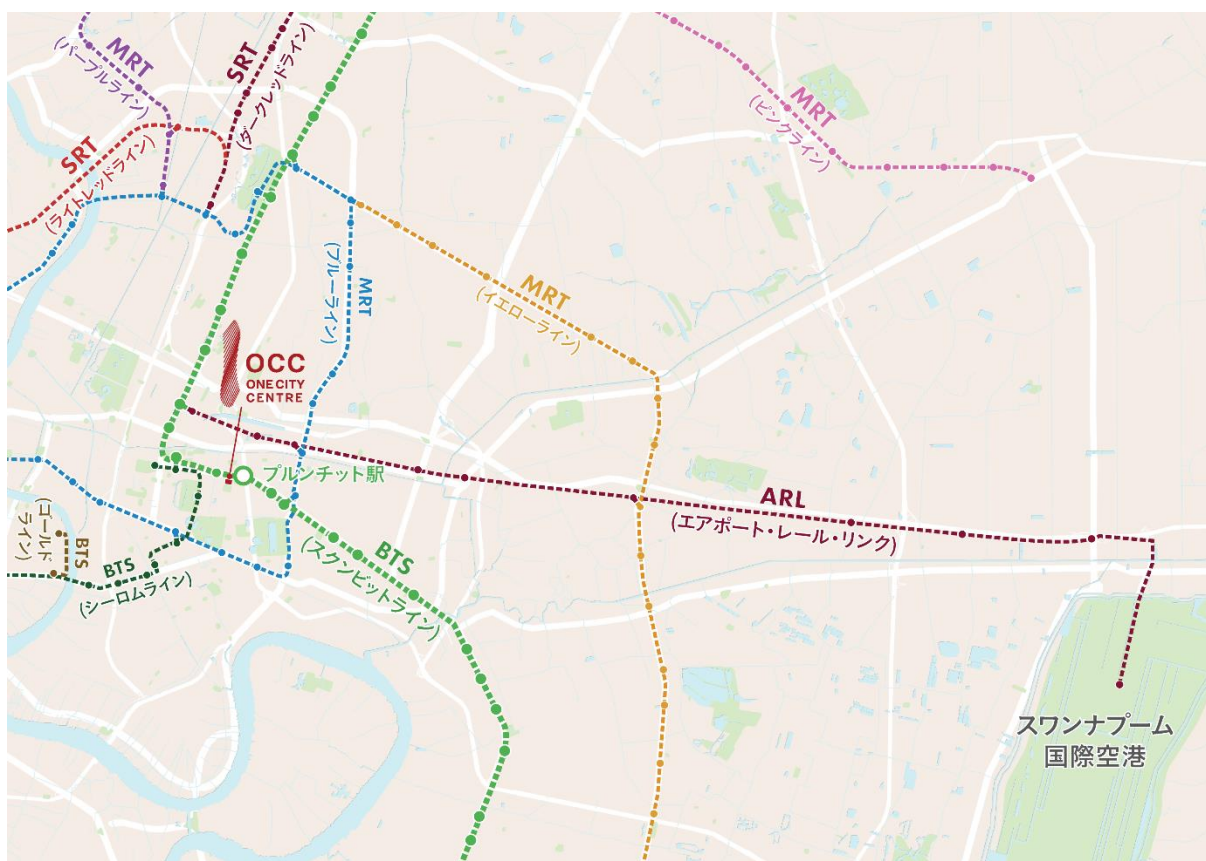 MRT
(パープルライン)
SRT
(ダークレッドライン)
SRT
(ライトレッドライン)
MRT
(ピンクライン)
MRT
(ブルーライン)
MRT
(イエローライン)
OCC
ONE CITY
CENTRE
プルンチット駅
ARL
(エアポート・レール・リンク)
BTS
(ゴールド
ライン)
BTS
(シーロムライン)
BTS
(スクンビットライン)
スワンナプーム
国際空港